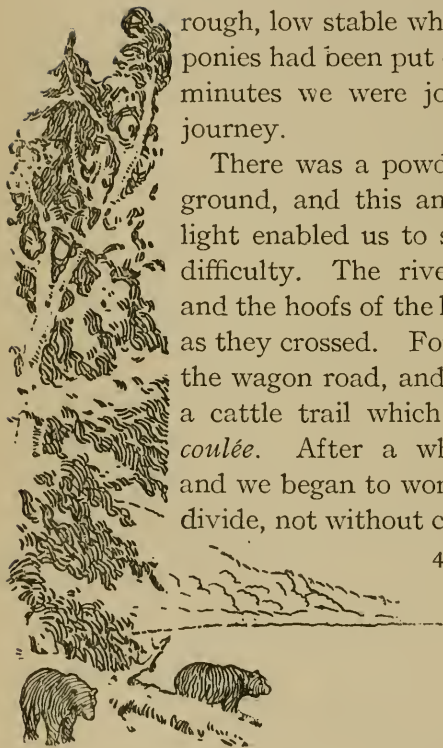 rough, low stable wh
ponies had been put
minutes we were jo
journey.
There was a powd
ground, and this an
light enabled us to s
difficulty. The rive
and the hoofs of the
as they crossed. Fo
the wagon road, and
a cattle trail which
coulée. After a wh
and we began to wor
divide, not without c
4